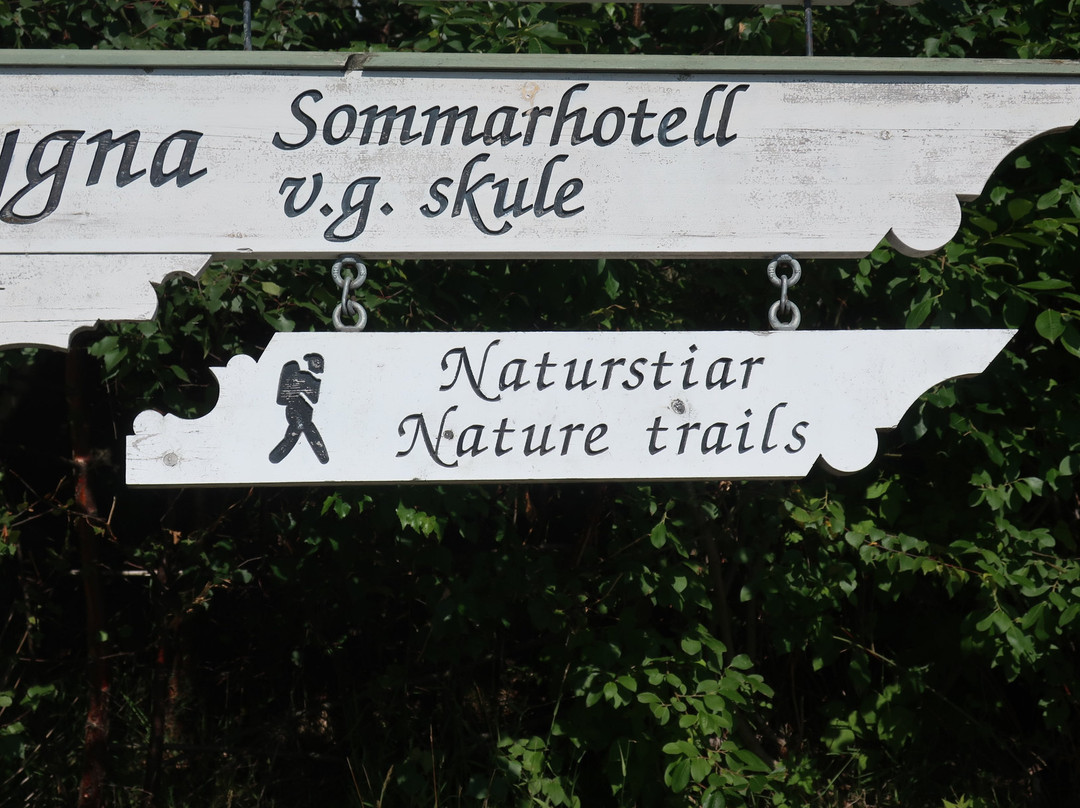 Sommarhotell
v.g. skule
Naturstiar
Nature trails